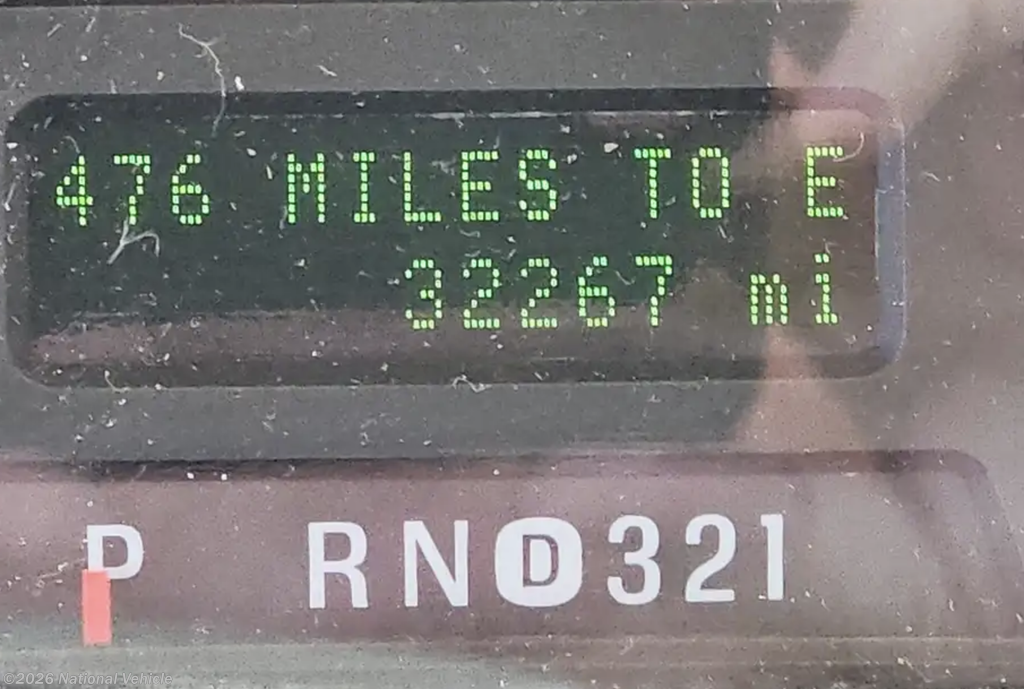 476 MILES TO E
32267 mi
P RND321
©2026 National Vehicle